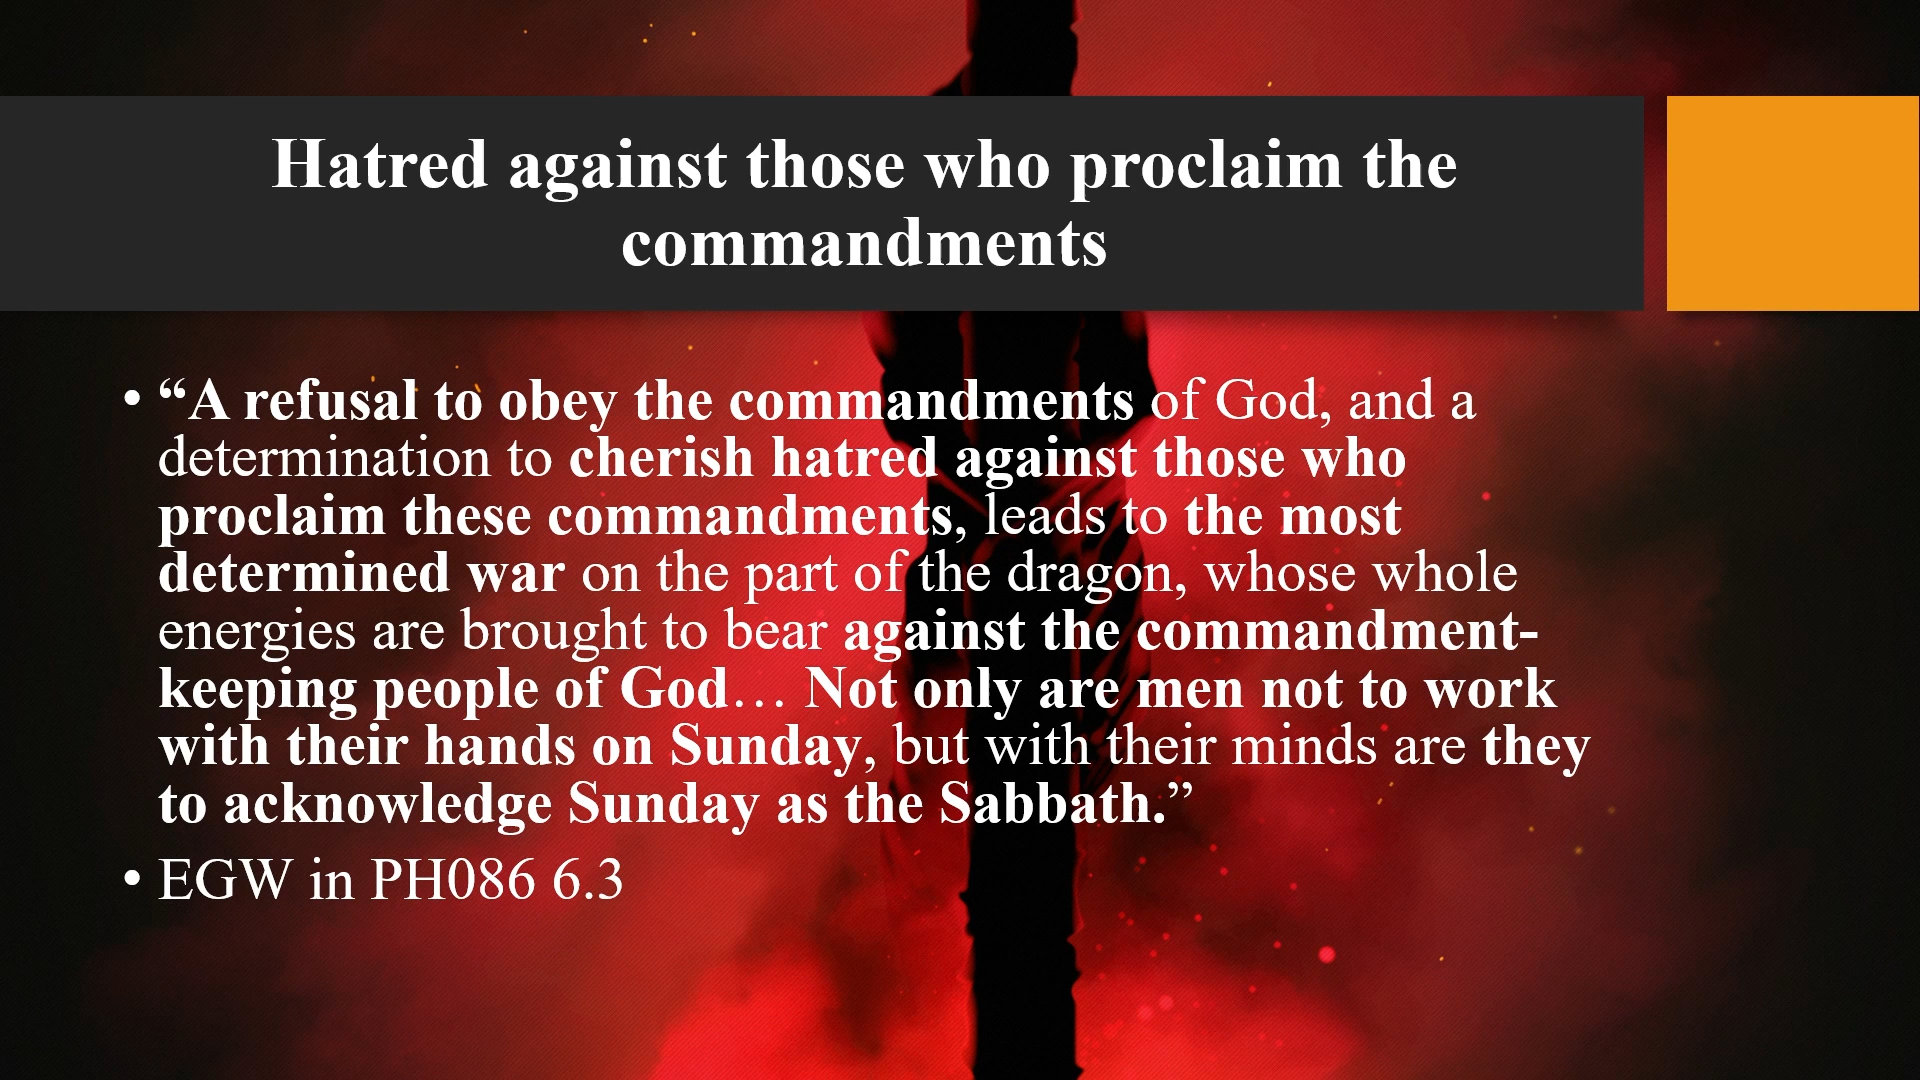 Hatred against those who proclaim the
commandments
• “A refusal to obey the commandments of God, and a
determination to cherish hatred against those who
proclaim these commandments, leads to the most
determined war on the part of the dragon, whose whole
energies are brought to bear against the commandment-
keeping people of God… Not only are men not to work
with their hands on Sunday, but with their minds are they
to acknowledge Sunday as the Sabbath.”
• EGW in PH086 6.3